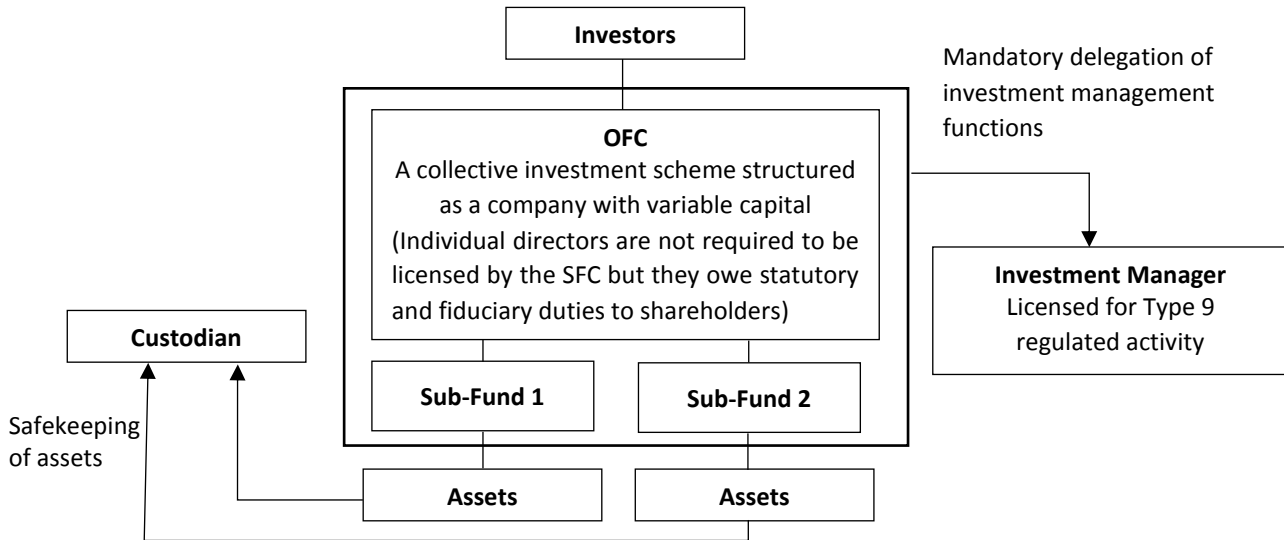 Investors
Mandatory delegation of
investment management
functions
OFC
A collective investment scheme structured
as a company with variable capital
(Individual directors are not required to be
licensed by the SFC but they owe statutory
and fiduciary duties to shareholders)
Investment Manager
Licensed for Type 9
regulated activity
Custodian
Sub-Fund 1
Sub-Fund 2
Safekeeping
of assets
Assets
Assets